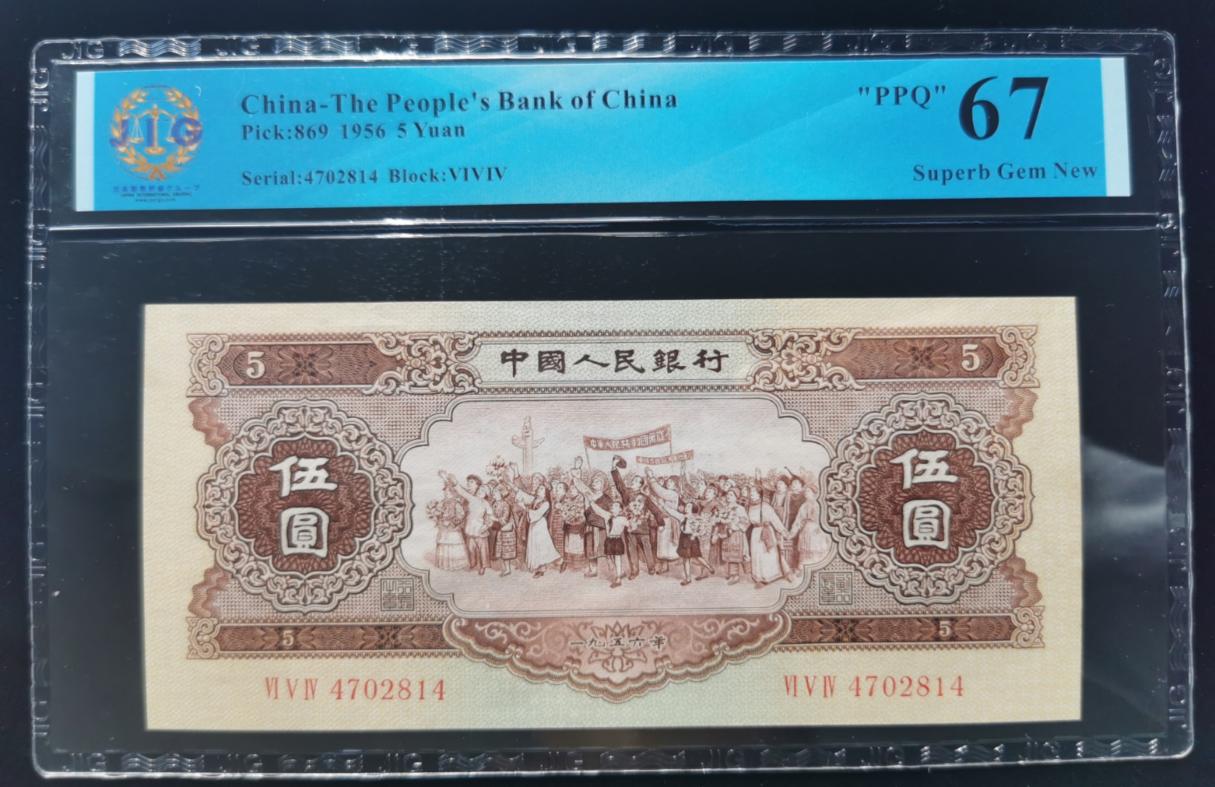 JIG
China-The People's Bank of China
Pick:869 1956 5 Yuan
Serial:4702814 Block:VIVIV
"PPQ" 67
Superb Gem New
5 中國人民銀行 5
伍圓
伍圓
5 一九五六年 5
VI V IV 4702814
VI V IV 4702814